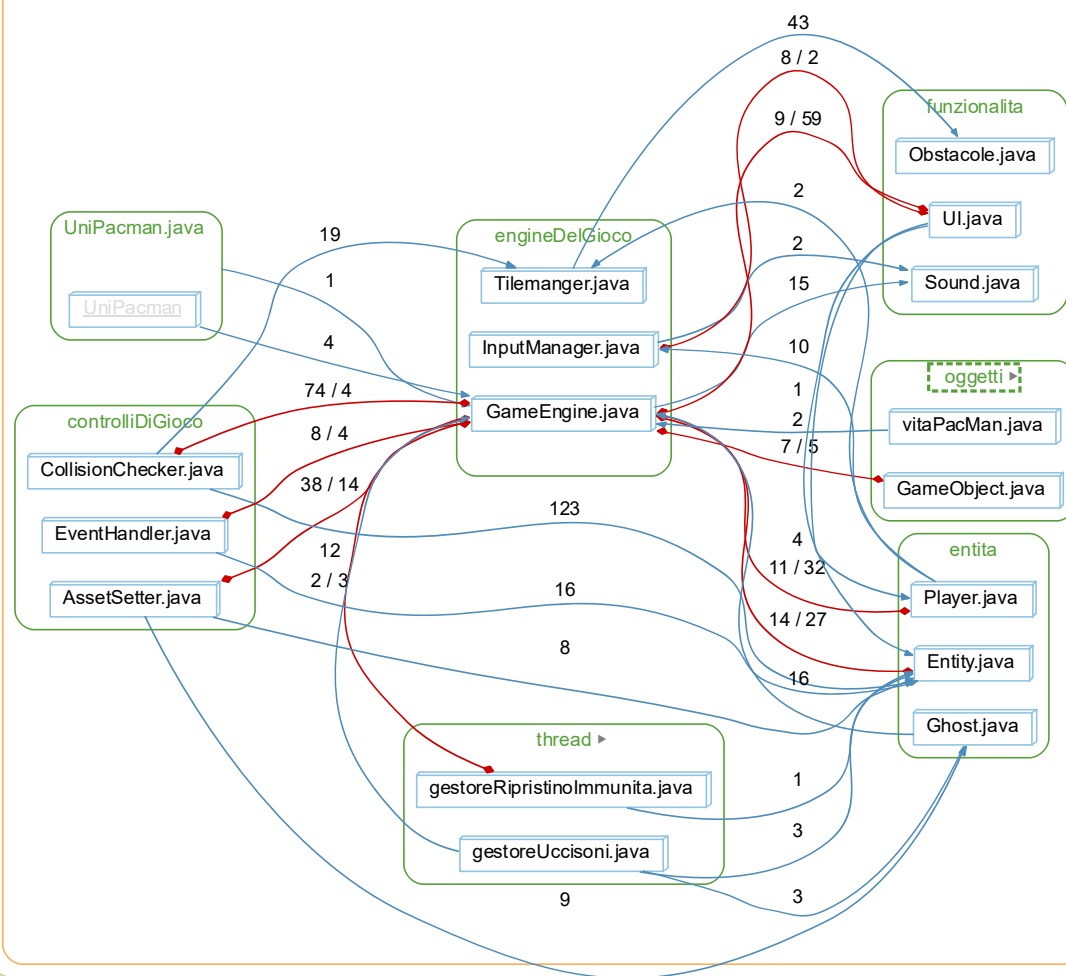 43
8 / 2
funzionalita
9 / 59
Obstacole.java
2
UniPacman.java
UI.java
19
engineDelGioco
2
Tilemanger.java
Sound.java
1
15
UniPacman
4
InputManager.java
10
oggetti
74 / 4
1
controlliDiGioco
GameEngine.java
2
vitaPacMan.java
8 / 4
7 / 5
CollisionChecker.java
38 / 14
GameObject.java
123
EventHandler.java
12
4
entita
2 / 3
11 / 32
AssetSetter.java
16
Player.java
14 / 27
8
Entity.java
16
Ghost.java
thread
gestoreRipristinoImmunita.java
1
3
gestoreUccisoni.java
9
3